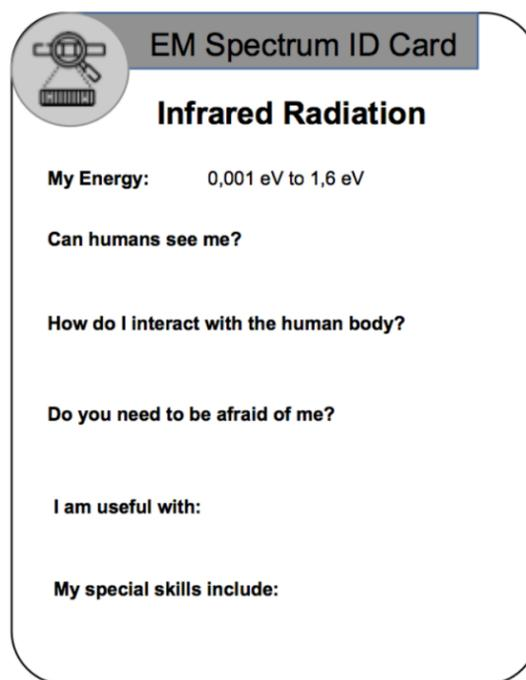 EM Spectrum ID Card
Infrared Radiation
My Energy: 0,001 eV to 1,6 eV
Can humans see me?
How do I interact with the human body?
Do you need to be afraid of me?
I am useful with:
My special skills include: